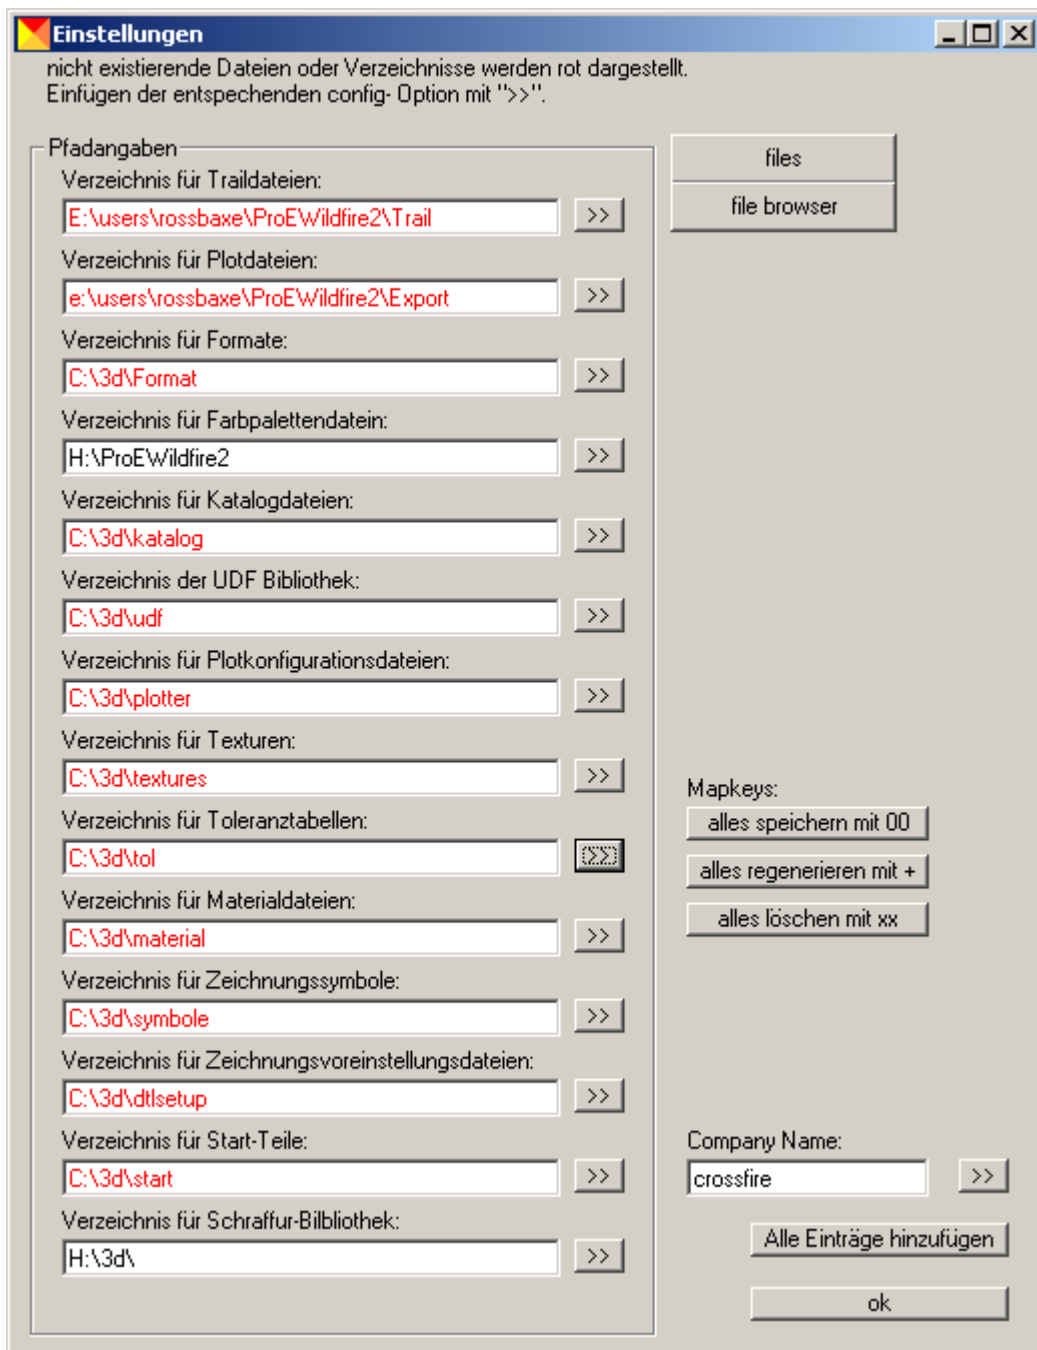 Einstellungen
nicht existierende Dateien oder Verzeichnisse werden rot dargestellt.
Einfügen der entspechenden config- Option mit ">>".
Pfadangaben
Verzeichnis für Traildateien:
E:\users\rossbaxe\ProEWildfire2\Trail
>>
Verzeichnis für Plotdateien:
e:\users\rossbaxe\ProEWildfire2\Export
>>
Verzeichnis für Formate:
C:\3d\Format
>>
Verzeichnis für Farbpalettendatein:
H:\ProEWildfire2
>>
Verzeichnis für Katalogdateien:
C:\3d\katalog
>>
Verzeichnis der UDF Bibliothek:
C:\3d\udf
>>
Verzeichnis für Plotkonfigurationsdateien:
C:\3d\plotter
>>
Verzeichnis für Texturen:
C:\3d\textures
>>
Verzeichnis für Toleranztabellen:
C:\3d\tol
>>
Verzeichnis für Materialdateien:
C:\3d\material
>>
Verzeichnis für Zeichnungssymbole:
C:\3d\symbole
>>
Verzeichnis für Zeichnungsvoreinstellungsdateien:
C:\3d\dtlsetup
>>
Verzeichnis für Start-Teile:
C:\3d\start
>>
Verzeichnis für Schraffur-Bilbliothek:
H:\3d\
>>
files
file browser
Mapkeys:
alles speichern mit 00
alles regenerieren mit +
alles löschen mit xx
Company Name:
crossfire
>>
Alle Einträge hinzufügen
ok